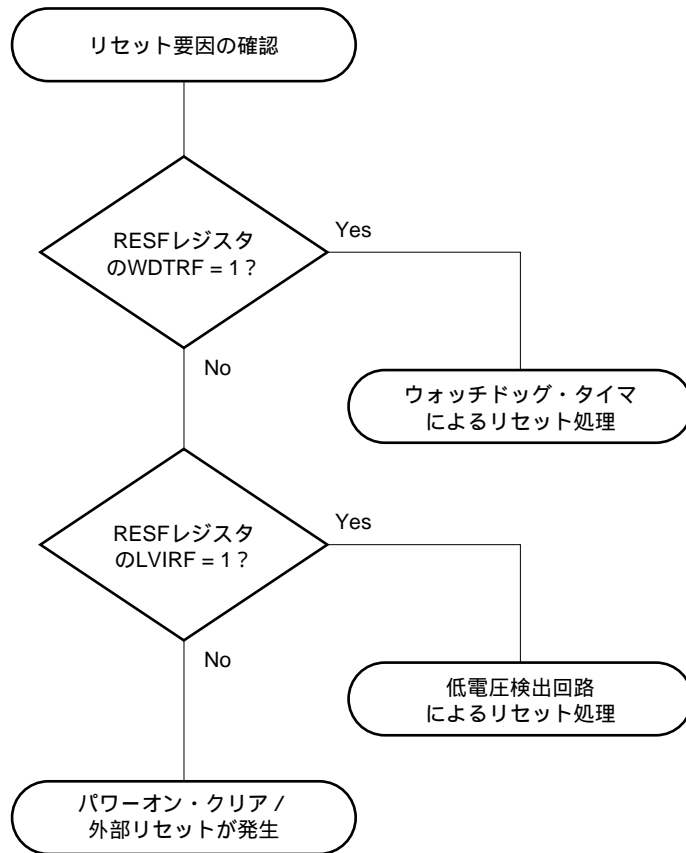 リセット要因の確認
RESFレジスタ
のWDTRF = 1？
Yes
No
ウォッチドッグ・タイマ
によるリセット処理
RESFレジスタ
のLVIRF = 1？
Yes
No
低電圧検出回路
によるリセット処理
パワーオン・クリア /
外部リセットが発生